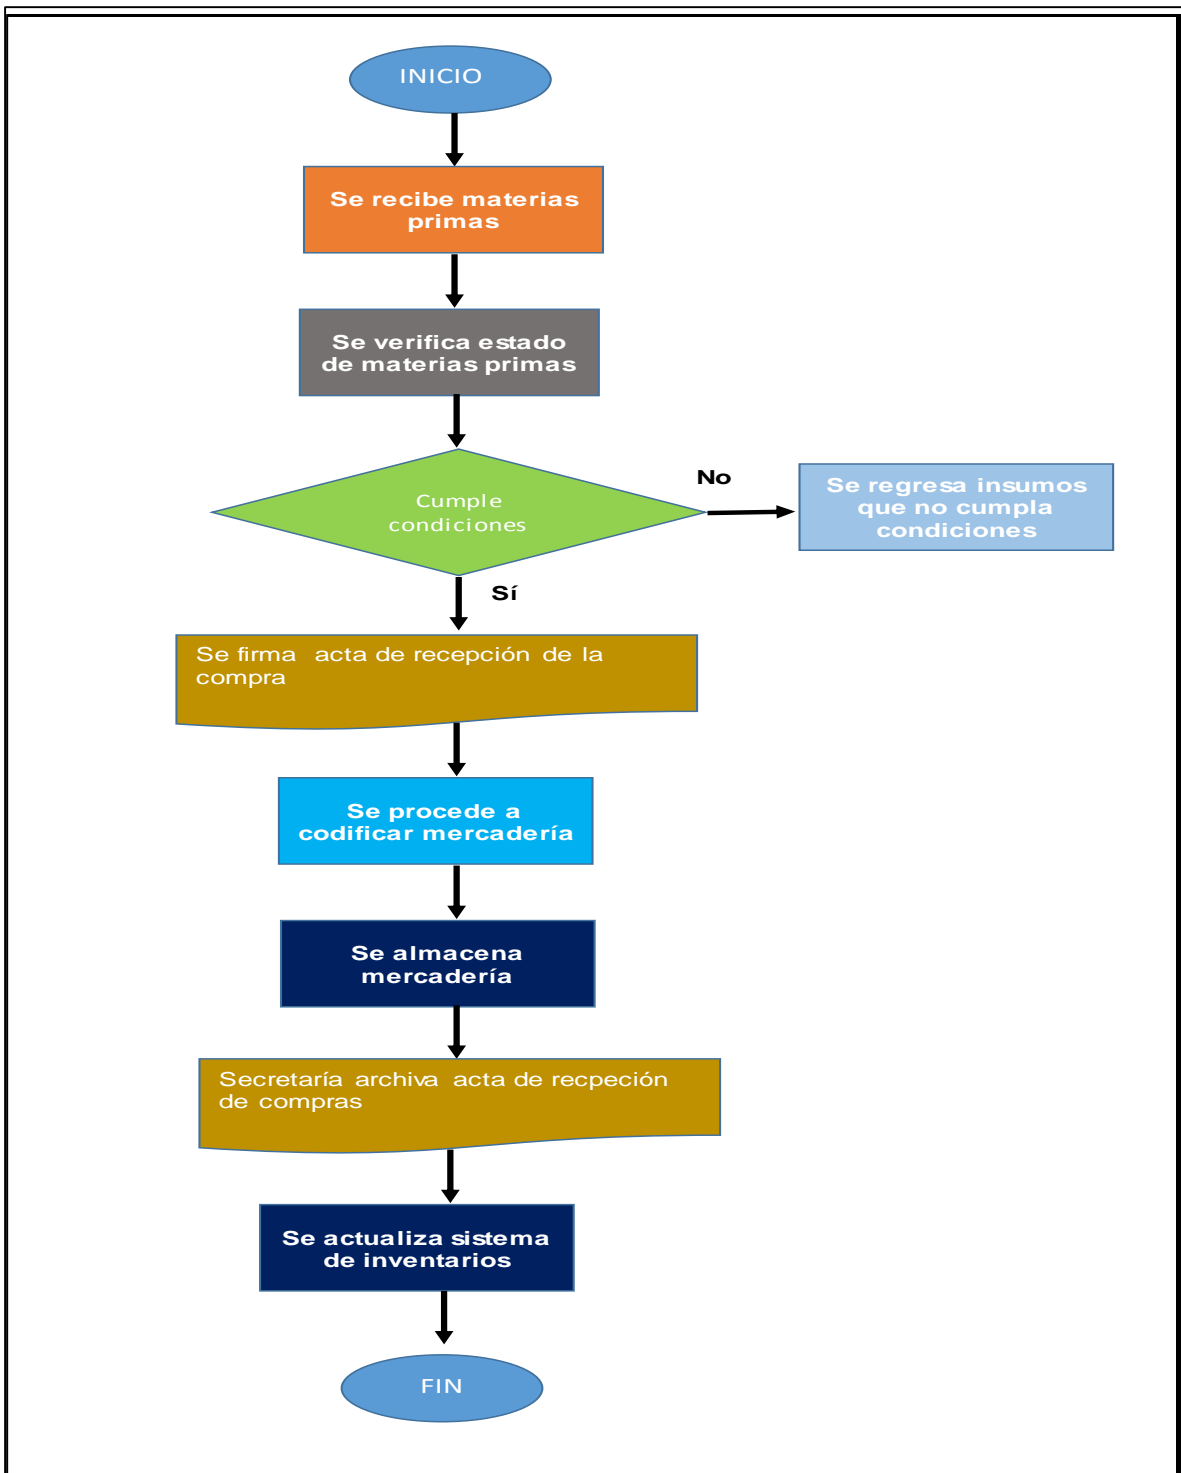 INICIO
Se recibe materias
primas
Se verifica estado
de materias primas
Cumple
condiciones
No
Se regresa insumos
que no cumpla
condiciones
Sí
Se firma acta de recepción de la
compra
Se procede a
codificar mercadería
Se almacena
mercadería
Secretaría archiva acta de recpeción
de compras
Se actualiza sistema
de inventarios
FIN